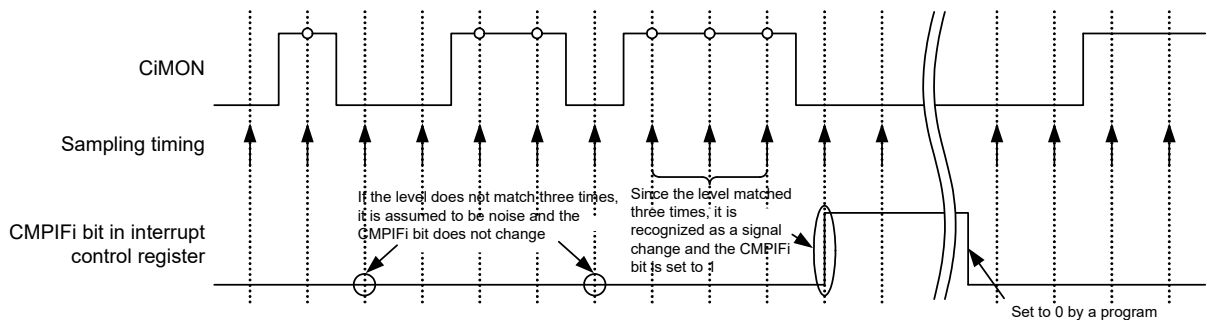 CiMON
Sampling timing
If the level does not match three times,
it is assumed to be noise and the
CMPIFi bit does not change
Since the level matched
three times, it is
recognized as a signal
change and the CMPIFi
bit is set to 1
CMPIFi bit in interrupt
control register
Set to 0 by a program